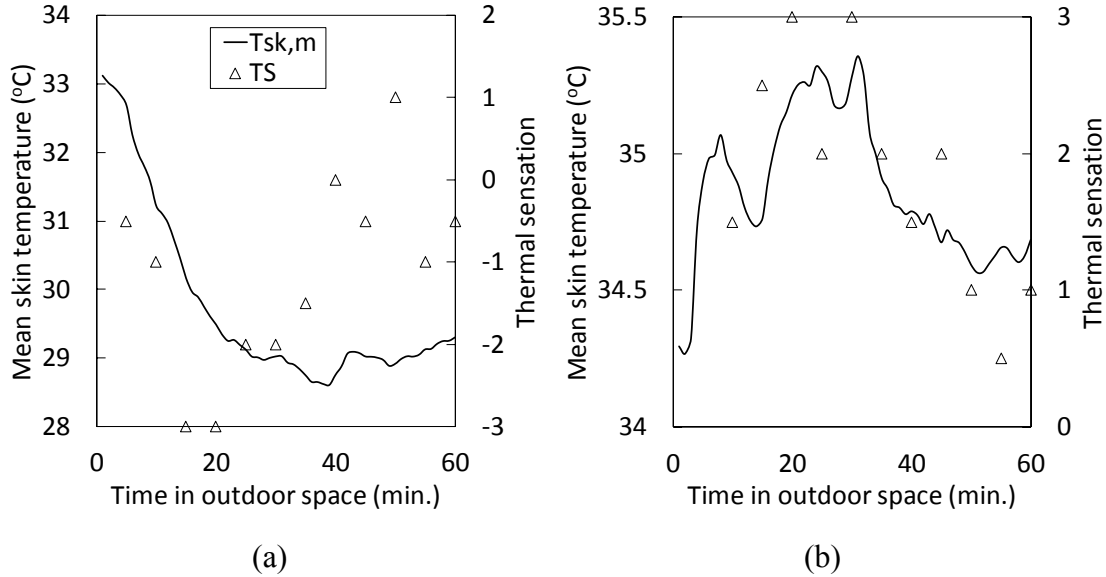 34
33
32
31
30
29
28
Mean skin temperature (ºC)
Tsk,m
TS
2
1
0
-1
-2
-3
Thermal sensation
0
20
40
60
Time in outdoor space (min.)
(a)
35.5
35
34.5
34
Mean skin temperature (ºC)
3
2
1
0
Thermal sensation
0
20
40
60
Time in outdoor space (min.)
(b)